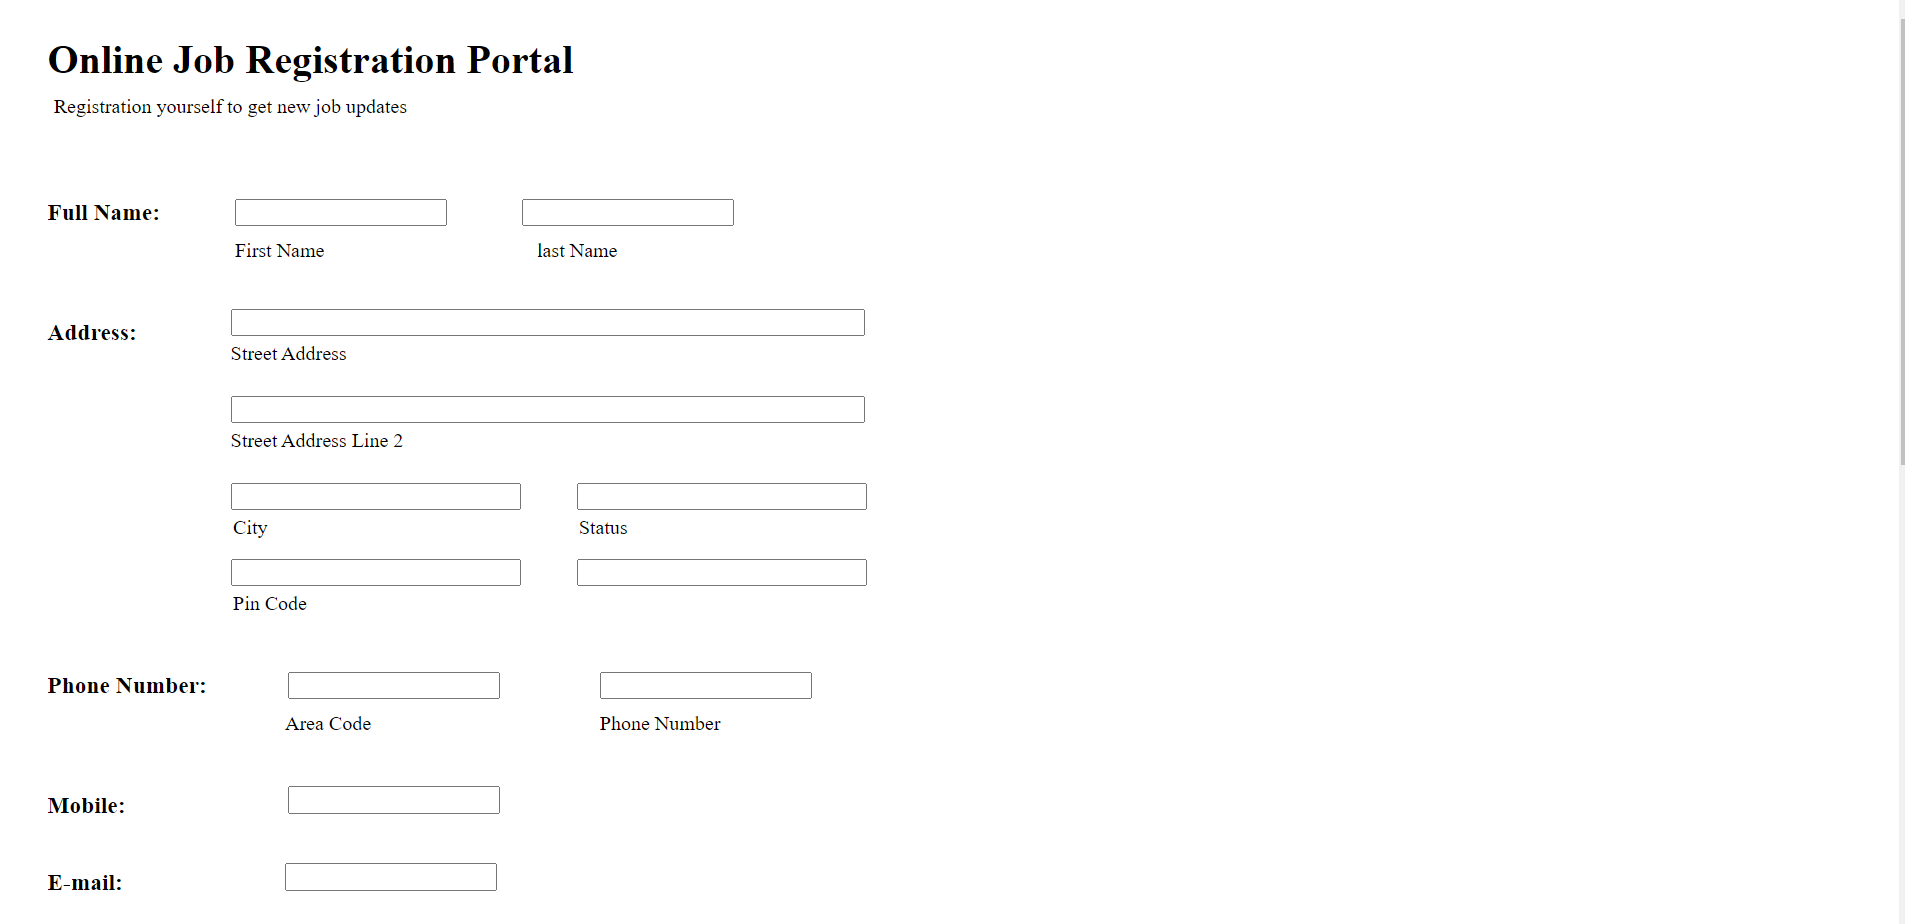 Online Job Registration Portal
Registration yourself to get new job updates
Full Name:
First Name last Name
Address:
Street Address
Street Address Line 2
City Status
Pin Code
Phone Number:
Area Code Phone Number
Mobile:
E-mail: